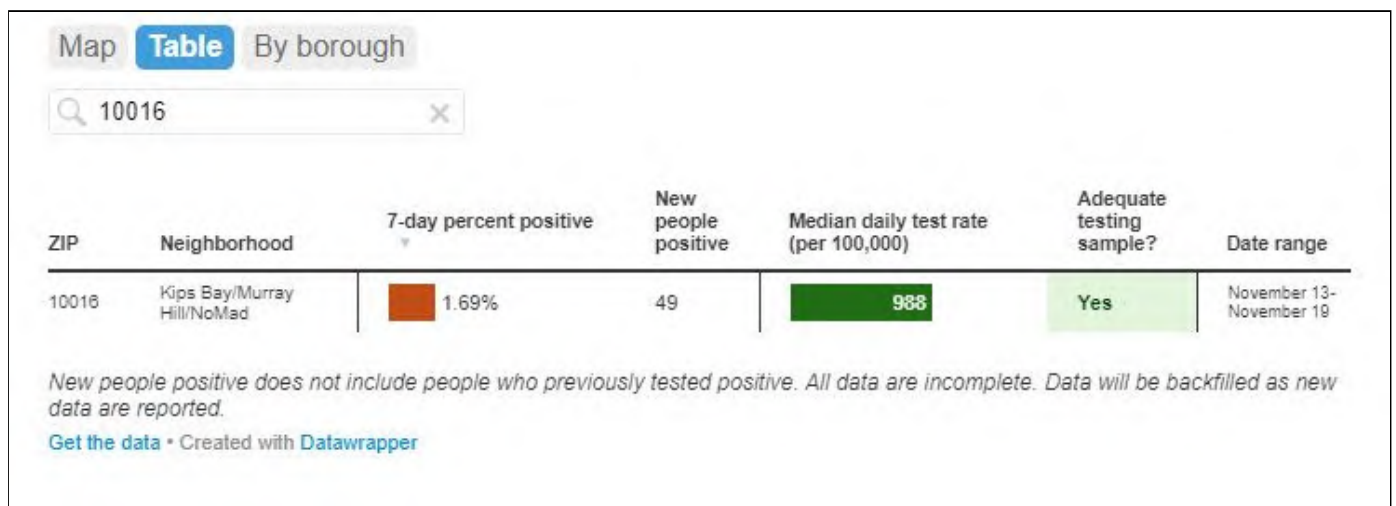 Map Table By borough
10016
ZIP Neighborhood 7-day percent positive New people positive Median daily test rate (per 100,000) Adequate testing sample? Date range
10016 Kips Bay/Murray Hill/NoMad 1.69% 49 988 Yes November 13- November 19
New people positive does not include people who previously tested positive. All data are incomplete. Data will be backfilled as new
data are reported.
Get the data • Created with Datawrapper